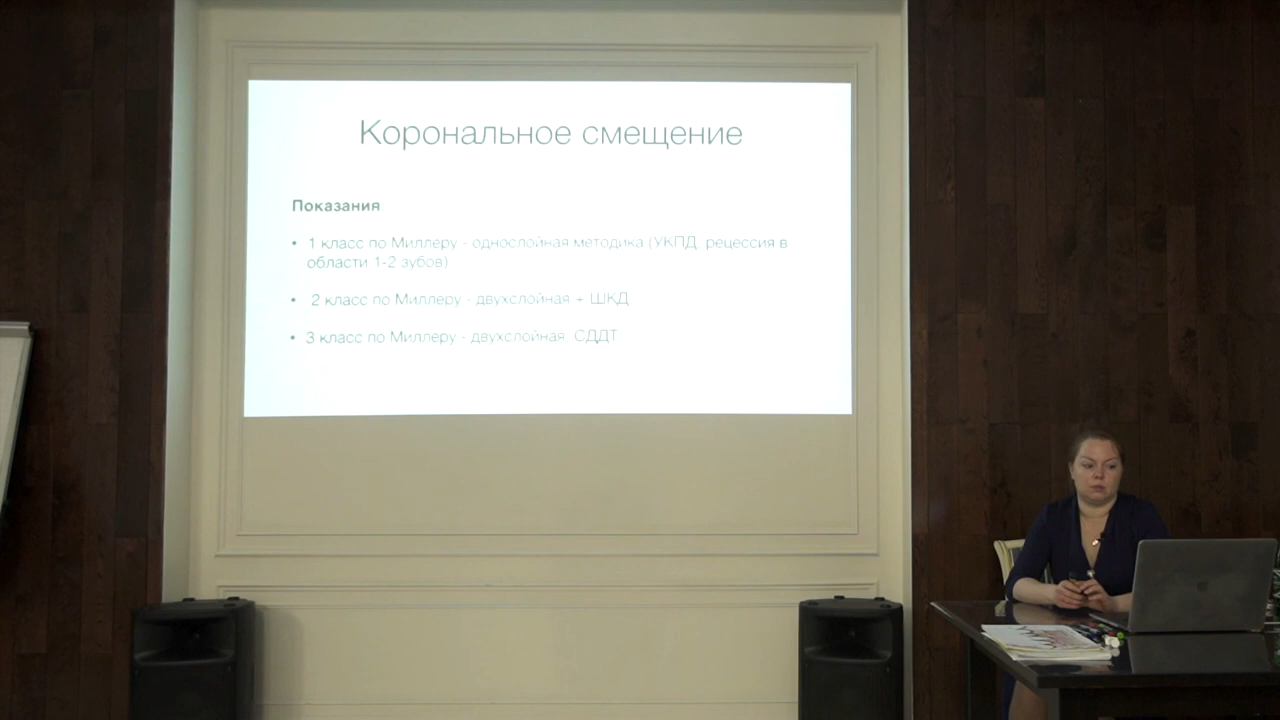 Корональное смещение
Показания
• 1 класс по Миллеру - однослойная методика (УКПД, рецессия в
области 1-2 зубов)
• 2 класс по Миллеру - двухслойная + ШКД
• 3 класс по Миллеру - двухслойная, СДДТ